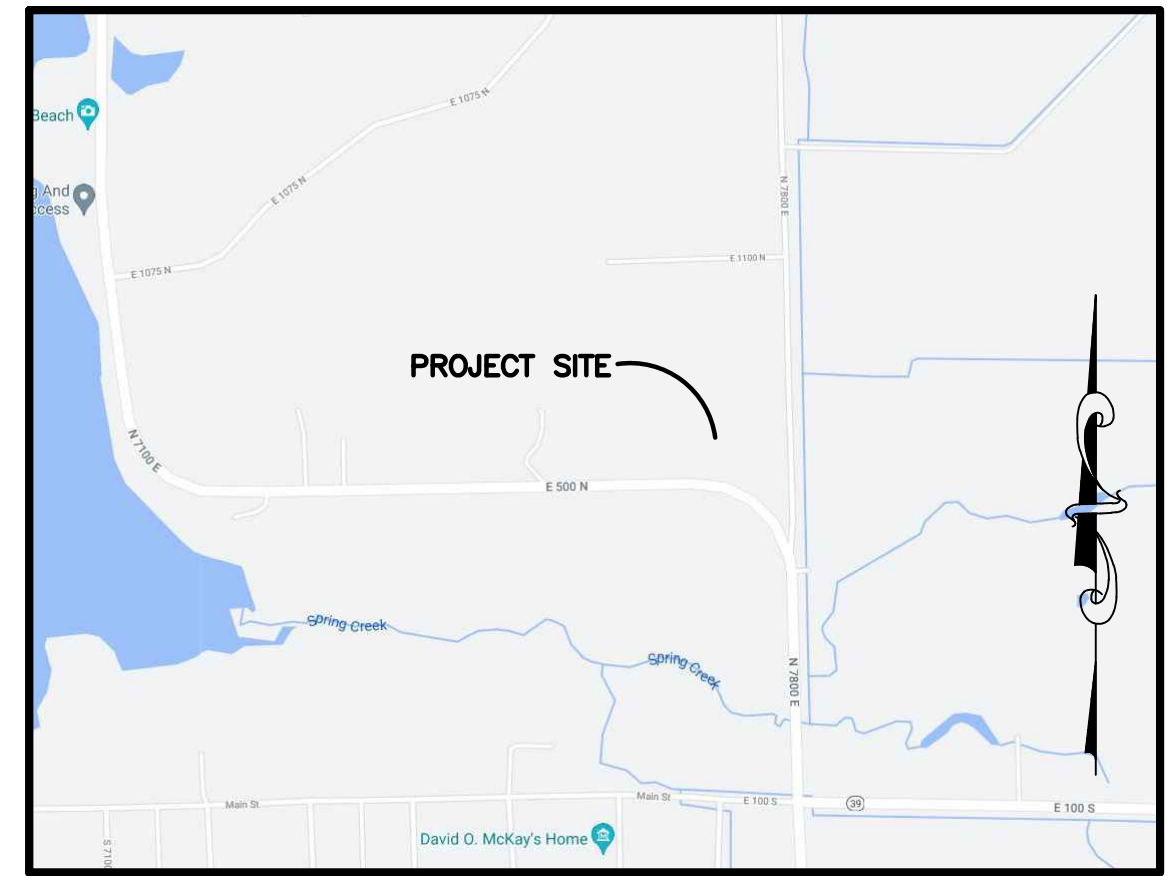 E 1075 N
Beach
N 7800 E
E 1075 N
g And
ccess
E 1100 N
E 1075 N
PROJECT SITE
N 7100 E
E 500 N
Spring Creek
Spring Creek
N 7800 E
Main St
Main St
E 100 S
39
E 100 S
S 7100
David O. McKay's Home